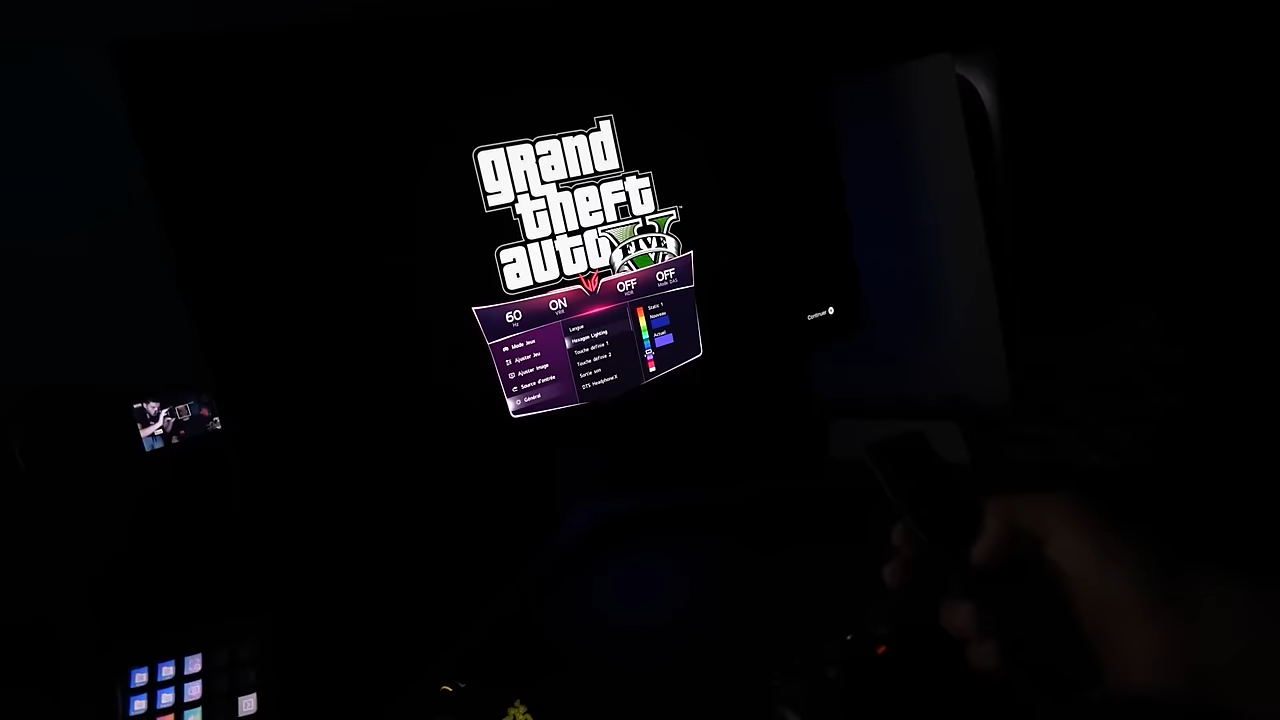 grand
theft
auto
FIVE
60
Hz
ON
VRR
OFF
HDR
OFF
Mode DAS
Mode Jeux
Ajuster Jeu
Ajuster image
Source d'entrée
Général
Langue
Hexagon Lighting
Touche définie 1
Touche définie 2
Sortie son
DTS Headphone:X
Static 1
Nouveau
Actuel
Continuer